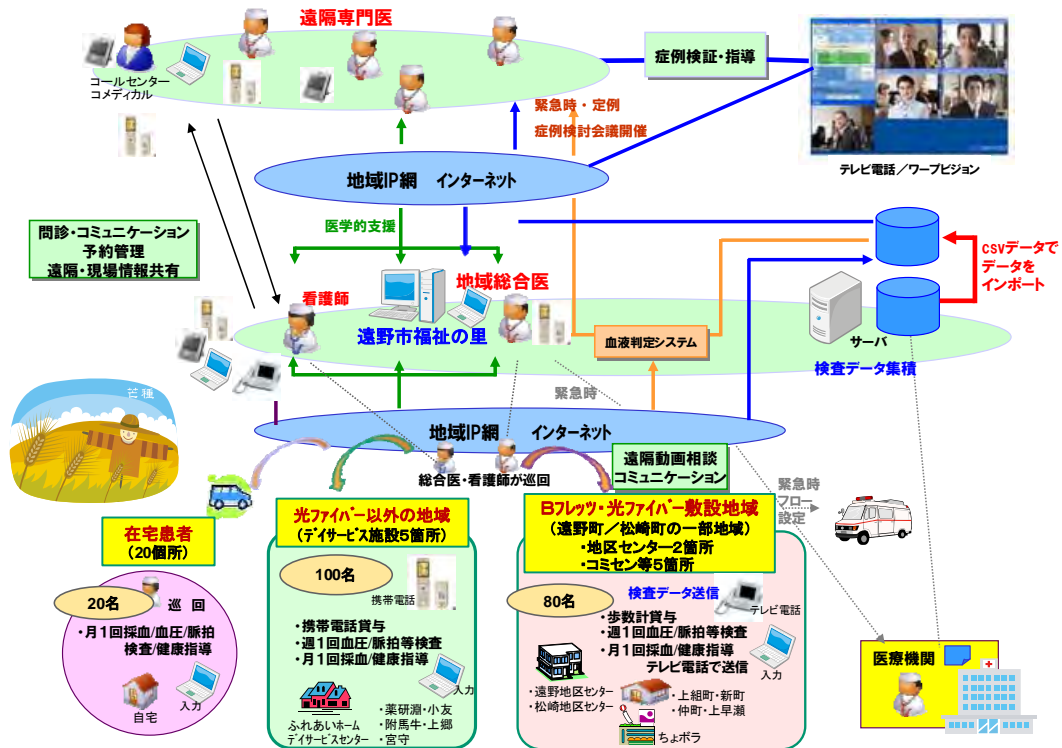 遠隔専門医
コールセンター
コメディカル
症例検証・指導
緊急時・定例
症例検討会議開催
テレビ電話／ワープビジョン
地域IP網　インターネット
医学的支援
問診・コミュニケーション
予約管理
遠隔・現場情報共有
看護師
地域総合医
遠野市福祉の里
血液判定システム
サーバ
検査データ集積
CSVデータで
データを
インポート
緊急時
芒種
地域IP網　インターネット
総合医・看護師が巡回
遠隔動画相談
コミュニケーション
緊急時
フロー
設定
在宅患者
（20個所）
20名
巡　回
・月1回採血/血圧/脈拍
検査/健康指導
自宅
入力
光ファイバー以外の地域
（デイサービス施設５箇所）
100名
携帯電話
・携帯電話貸与
・週1回血圧/脈拍等検査
・月1回採血/健康指導
入力
ふれあいホーム
デイサービスセンター
・薬研淵・小友
・附馬牛・上郷
・宮守
Bフレッツ・光ファイバー敷設地域
（遠野町／松崎町の一部地域）
・地区センター２箇所
・コミセン等５箇所
80名
検査データ送信
テレビ電話
・歩数計貸与
・週1回血圧/脈拍等検査
・月1回採血/健康指導
テレビ電話で送信
入力
・遠野地区センター
・松崎地区センター
・上組町・新町
・仲町・上早瀬
ちょボラ
医療機関